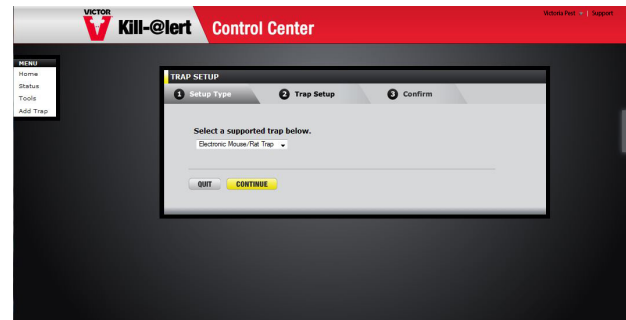 VICTOR
Kill-@lert
Control Center
Victoria Pest | Support
MENU
Home
Status
Tools
Add Trap
TRAP SETUP
1 Setup Type
2 Trap Setup
3 Confirm
Select a supported trap below.
Electronic Mouse/Rat Trap
QUIT
CONTINUE